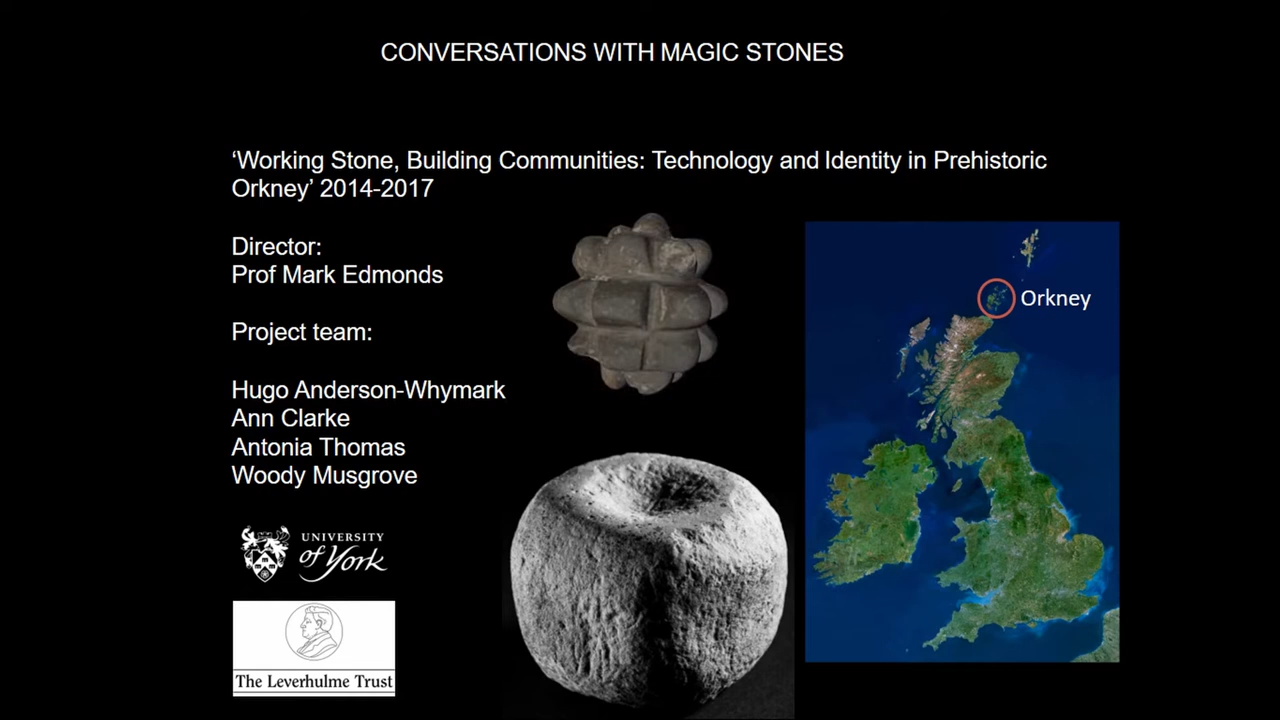 CONVERSATIONS WITH MAGIC STONES
‘Working Stone, Building Communities: Technology and Identity in Prehistoric
Orkney’ 2014-2017
Director:
Prof Mark Edmonds
Project team:
Hugo Anderson-Whymark
Ann Clarke
Antonia Thomas
Woody Musgrove
UNIVERSITY
of York
The Leverhulme Trust
Orkney